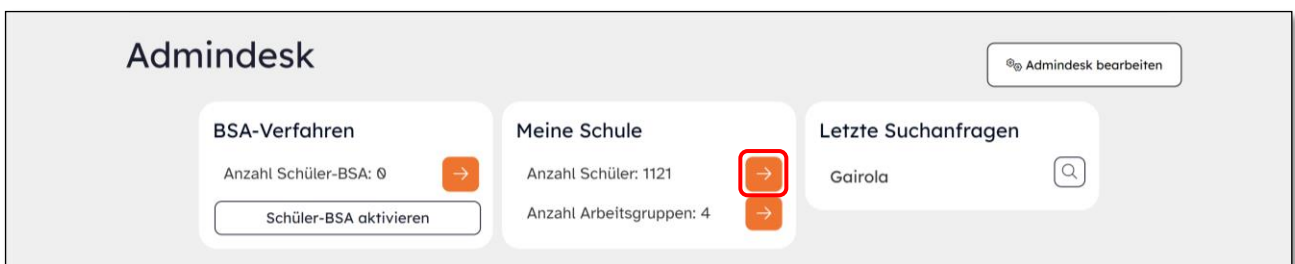 Admindesk
Admindesk bearbeiten
BSA-Verfahren
Anzahl Schüler-BSA: 0
Schüler-BSA aktivieren
Meine Schule
Anzahl Schüler: 1121
Anzahl Arbeitsgruppen: 4
Letzte Suchanfragen
Gairola